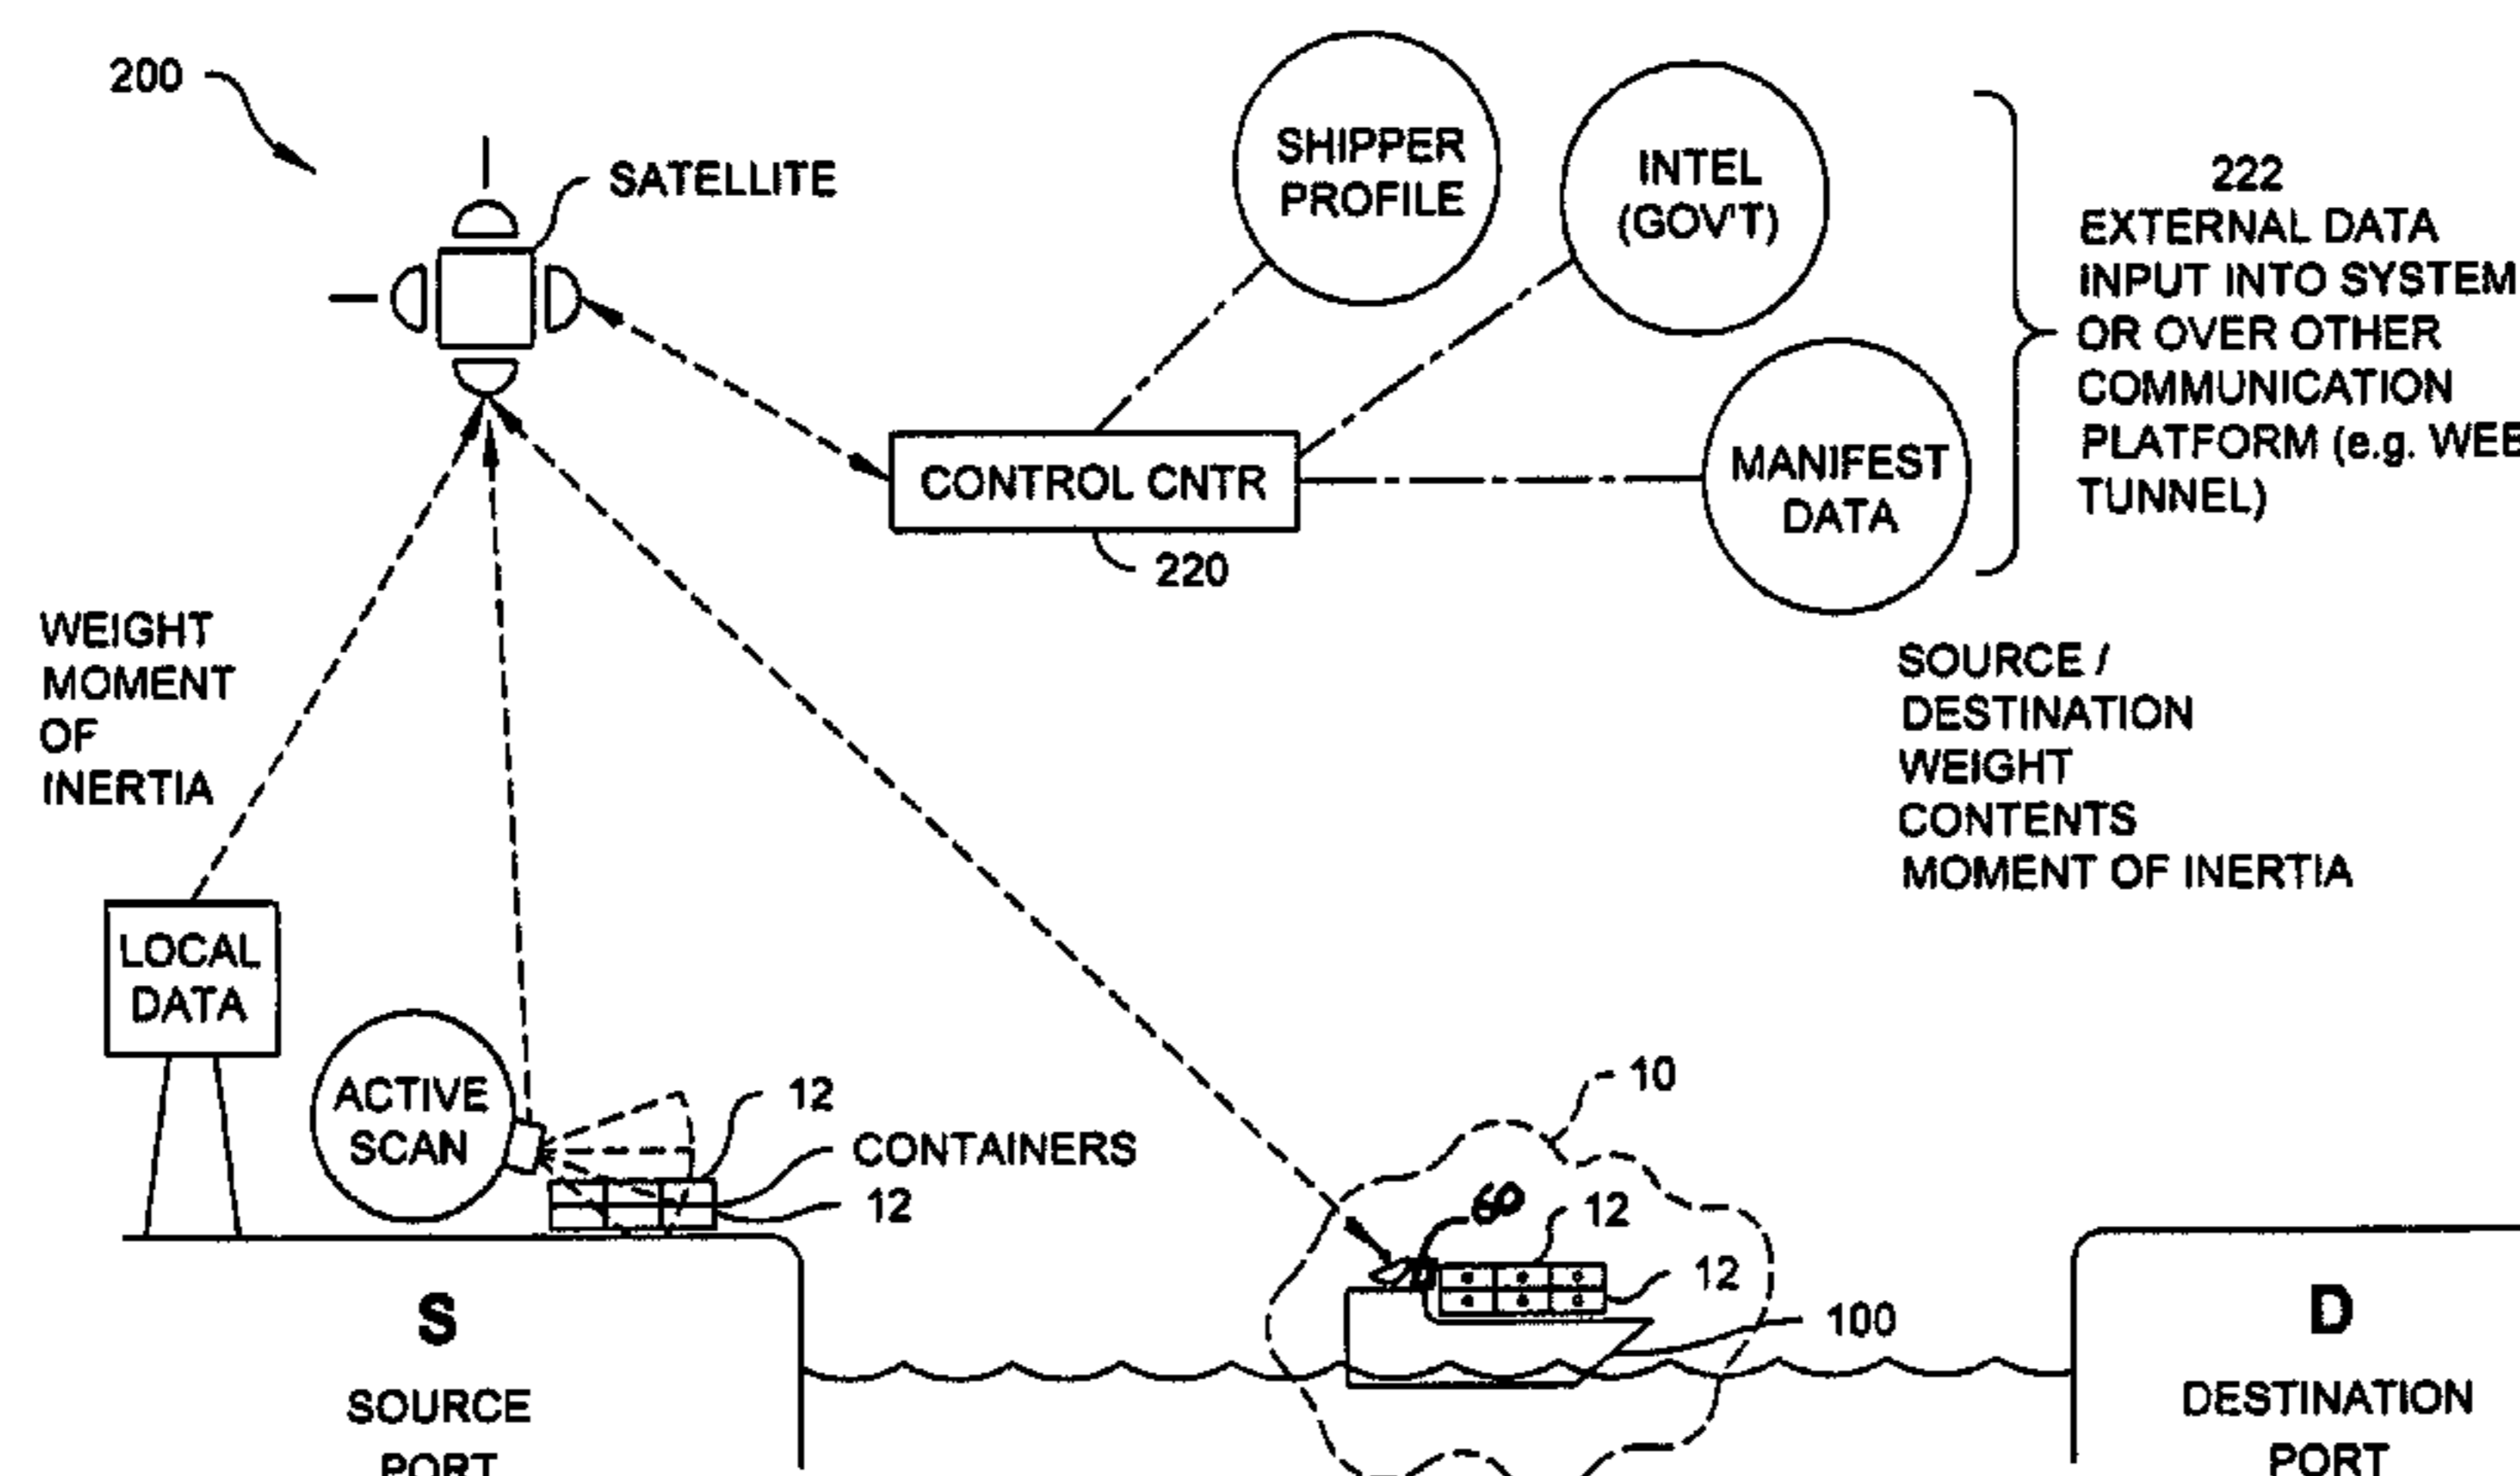 200
SATELLITE
SHIPPER
PROFILE
INTEL
(GOV'T)
222
EXTERNAL DATA
INPUT INTO SYSTEM
OR OVER OTHER
COMMUNICATION
PLATFORM (e.g. WEB
TUNNEL)
CONTROL CNTR
220
MANIFEST
DATA
WEIGHT
MOMENT
OF
INERTIA
SOURCE /
DESTINATION
WEIGHT
CONTENTS
MOMENT OF INERTIA
LOCAL
DATA
ACTIVE
SCAN
12
CONTAINERS
12
10
12
12
100
S
SOURCE
PORT
D
DESTINATION
PORT